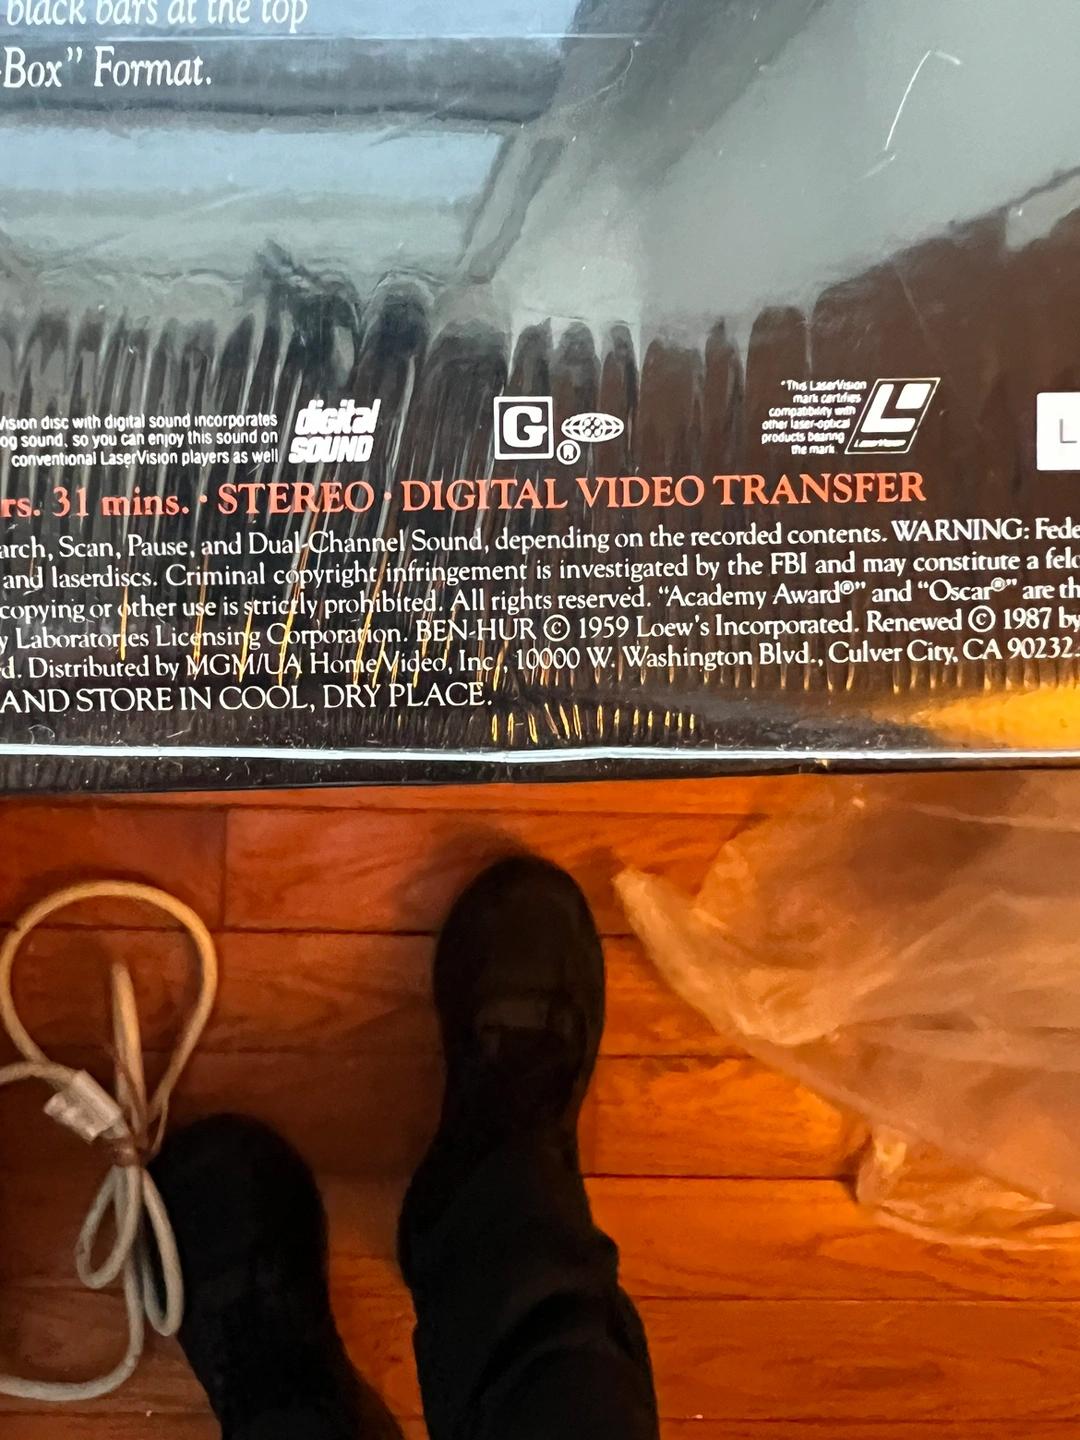 black bars at the top
-Box” Format.
Vision disc with digital sound incorporates
og sound, so you can enjoy this sound on
conventional LaserVision players as well
digital
SOUND
G
®
*This LaserVision
mark certifies
compatibility with
other laser-optical
products bearing
the mark.
LaserVision
L
rs. 31 mins. · STEREO · DIGITAL VIDEO TRANSFER
arch, Scan, Pause, and Dual-Channel Sound, depending on the recorded contents. WARNING: Fede
and laserdiscs. Criminal copyright infringement is investigated by the FBI and may constitute a felo
copying or other use is strictly prohibited. All rights reserved. “Academy Award®” and “Oscar®” are th
y Laboratories Licensing Corporation. BEN-HUR © 1959 Loew's Incorporated. Renewed © 1987 by
d. Distributed by MGM/UA Home Video, Inc., 10000 W. Washington Blvd., Culver City, CA 90232.
AND STORE IN COOL, DRY PLACE.